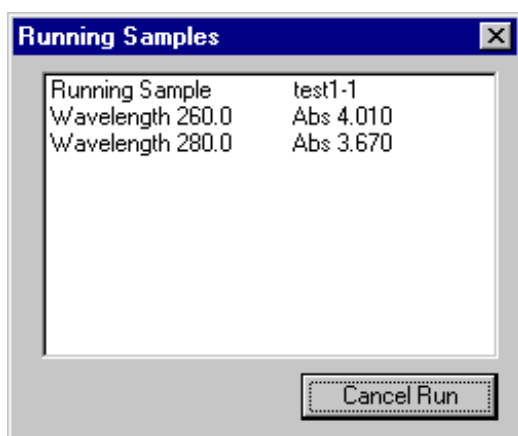 Running Samples
Running Sample test1-1
Wavelength 260.0 Abs 4.010
Wavelength 280.0 Abs 3.670
Cancel Run